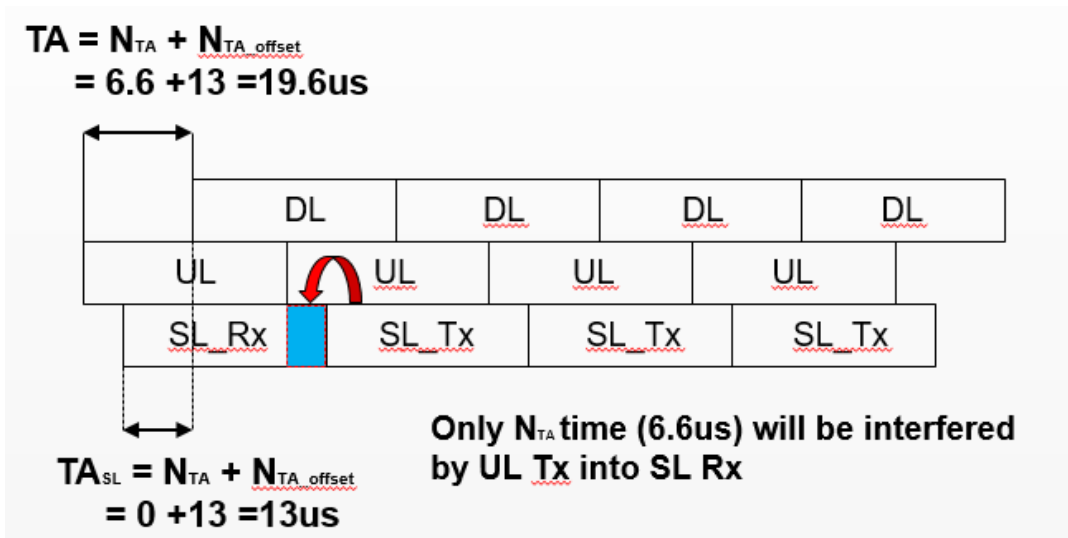 TA = NTA + NTA_offset
= 6.6 +13 =19.6us
DL DL DL DL
UL UL UL UL
SL_Rx SL_Tx SL_Tx SL_Tx
Only NTA time (6.6us) will be interfered
by UL Tx into SL Rx
TASL = NTA + NTA_offset
= 0 +13 =13us